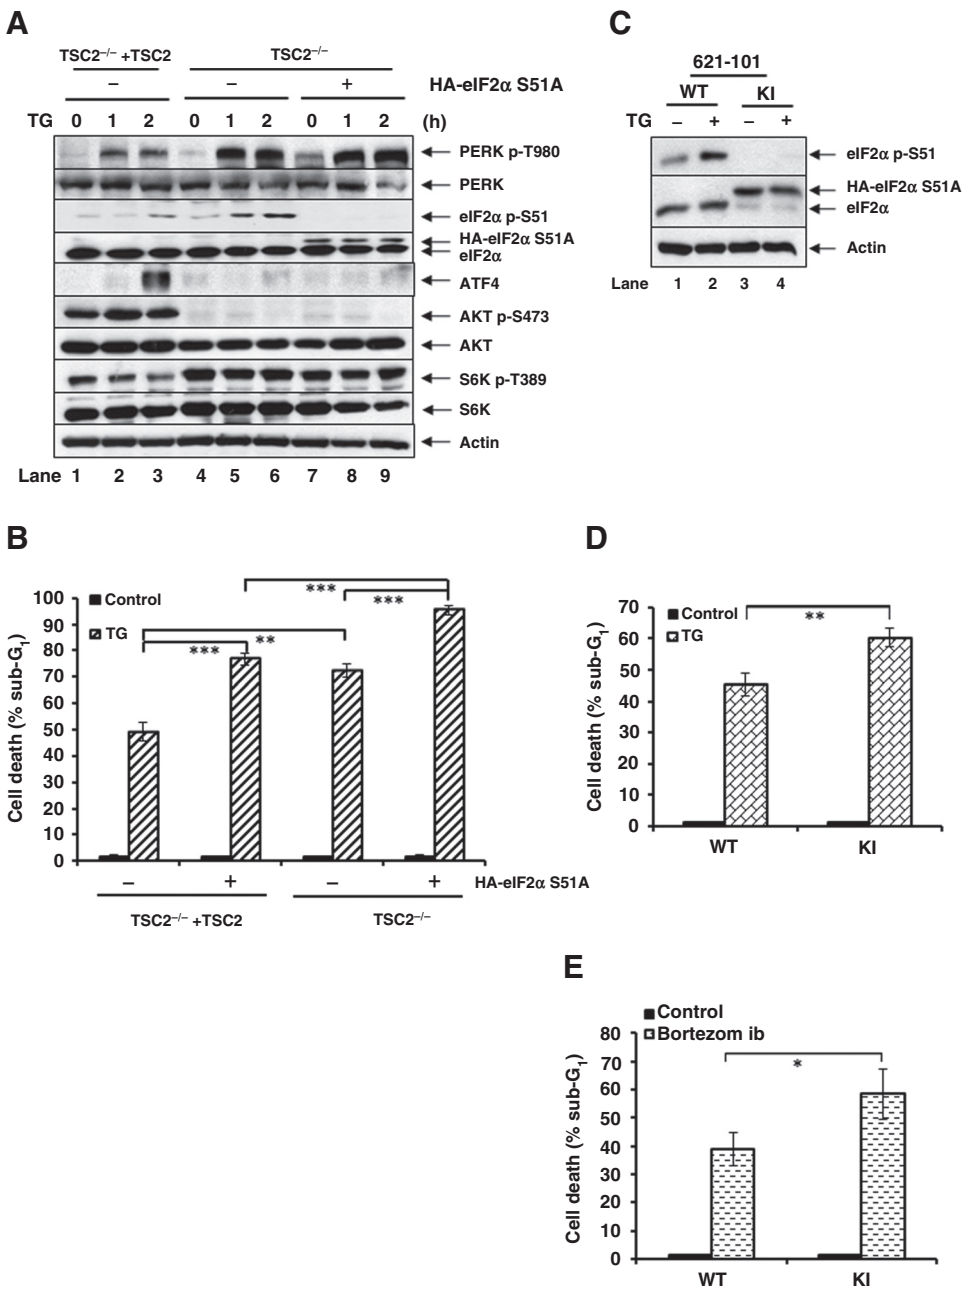 A
TSC2–/– +TSC2 TSC2–/–
– – + HA-eIF2α S51A
TG 0 1 2 0 1 2 0 1 2 (h)
PERK p-T980
PERK
eIF2α p-S51
HA-eIF2α S51A
eIF2α
ATF4
AKT p-S473
AKT
S6K p-T389
S6K
Actin
Lane 1 2 3 4 5 6 7 8 9
C
621-101
WT KI
TG – + – +
eIF2α p-S51
HA-eIF2α S51A
eIF2α
Actin
Lane 1 2 3 4
B
Cell death (% sub-G1)
100
90
80
70
60
50
40
30
20
10
0
Control
TG
***
***
**
***
– + – + HA-eIF2α S51A
TSC2–/– +TSC2 TSC2–/–
D
Cell death (% sub-G1)
70
60
50
40
30
20
10
0
Control
TG
**
WT KI
E
Cell death (% sub-G1)
80
70
60
50
40
30
20
10
0
Control
Bortezom ib
*
WT KI